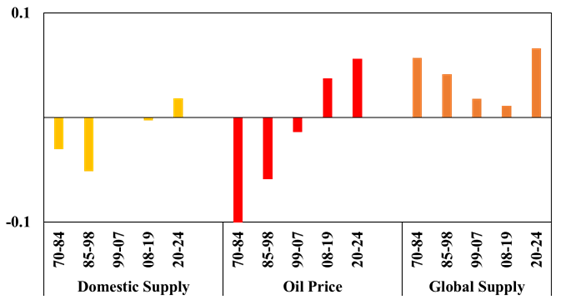 0.1
-0.1
70-84 85-98 99-07 08-19 20-24 70-84 85-98 99-07 08-19 20-24 70-84 85-98 99-07 08-19 20-24
Domestic Supply Oil Price Global Supply